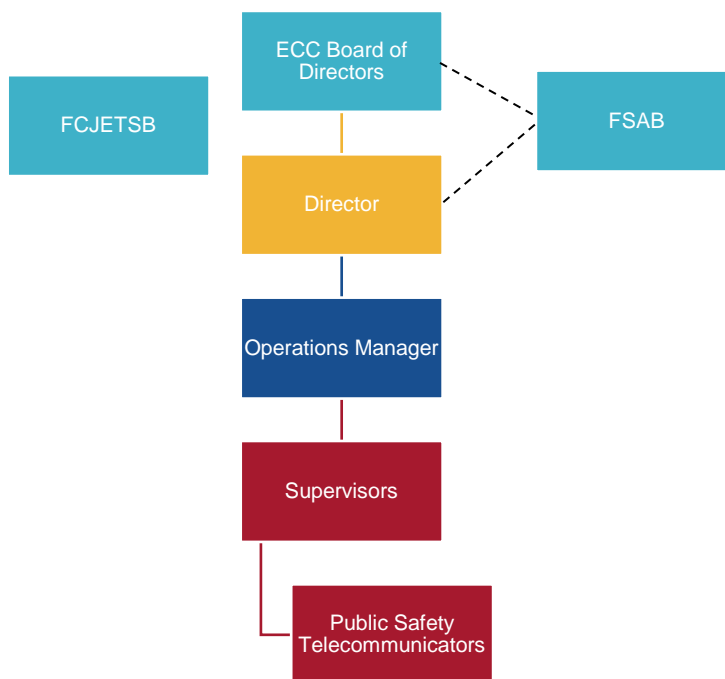 ECC Board of
Directors
FCJETSB
FSAB
Director
Operations Manager
Supervisors
Public Safety
Telecommunicators